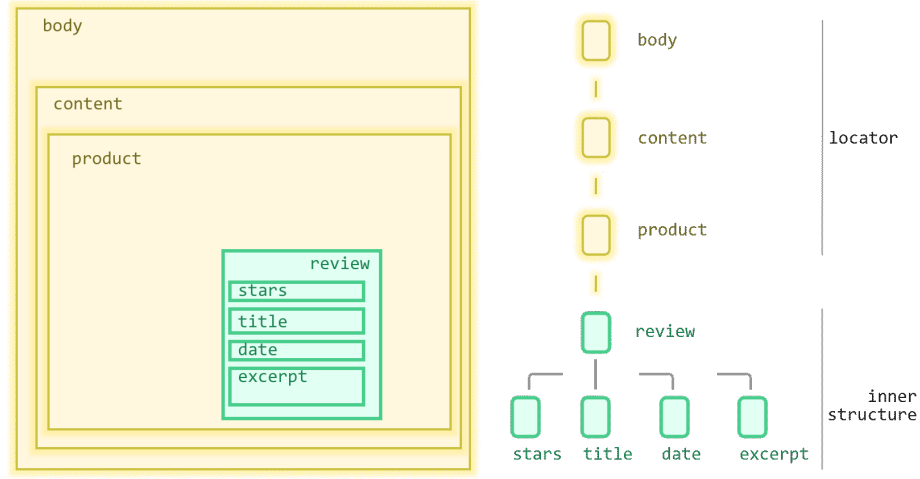 body
content
product
review
stars
title
date
excerpt
body
content
locator
product
review
inner
structure
stars title date excerpt